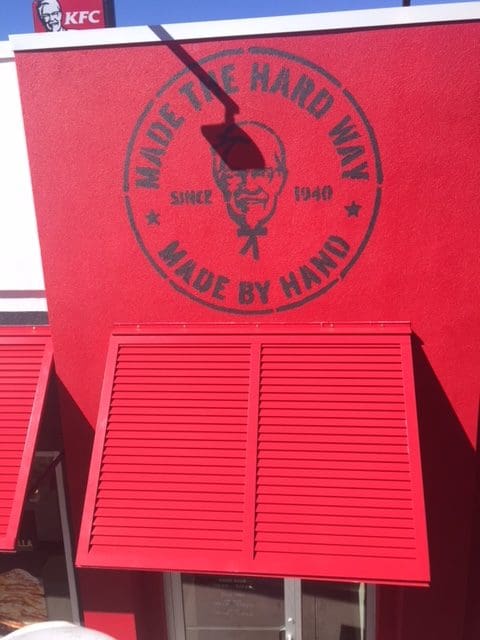 KFC
MADE THE HARD WAY
SINCE 1940
MADE BY HAND